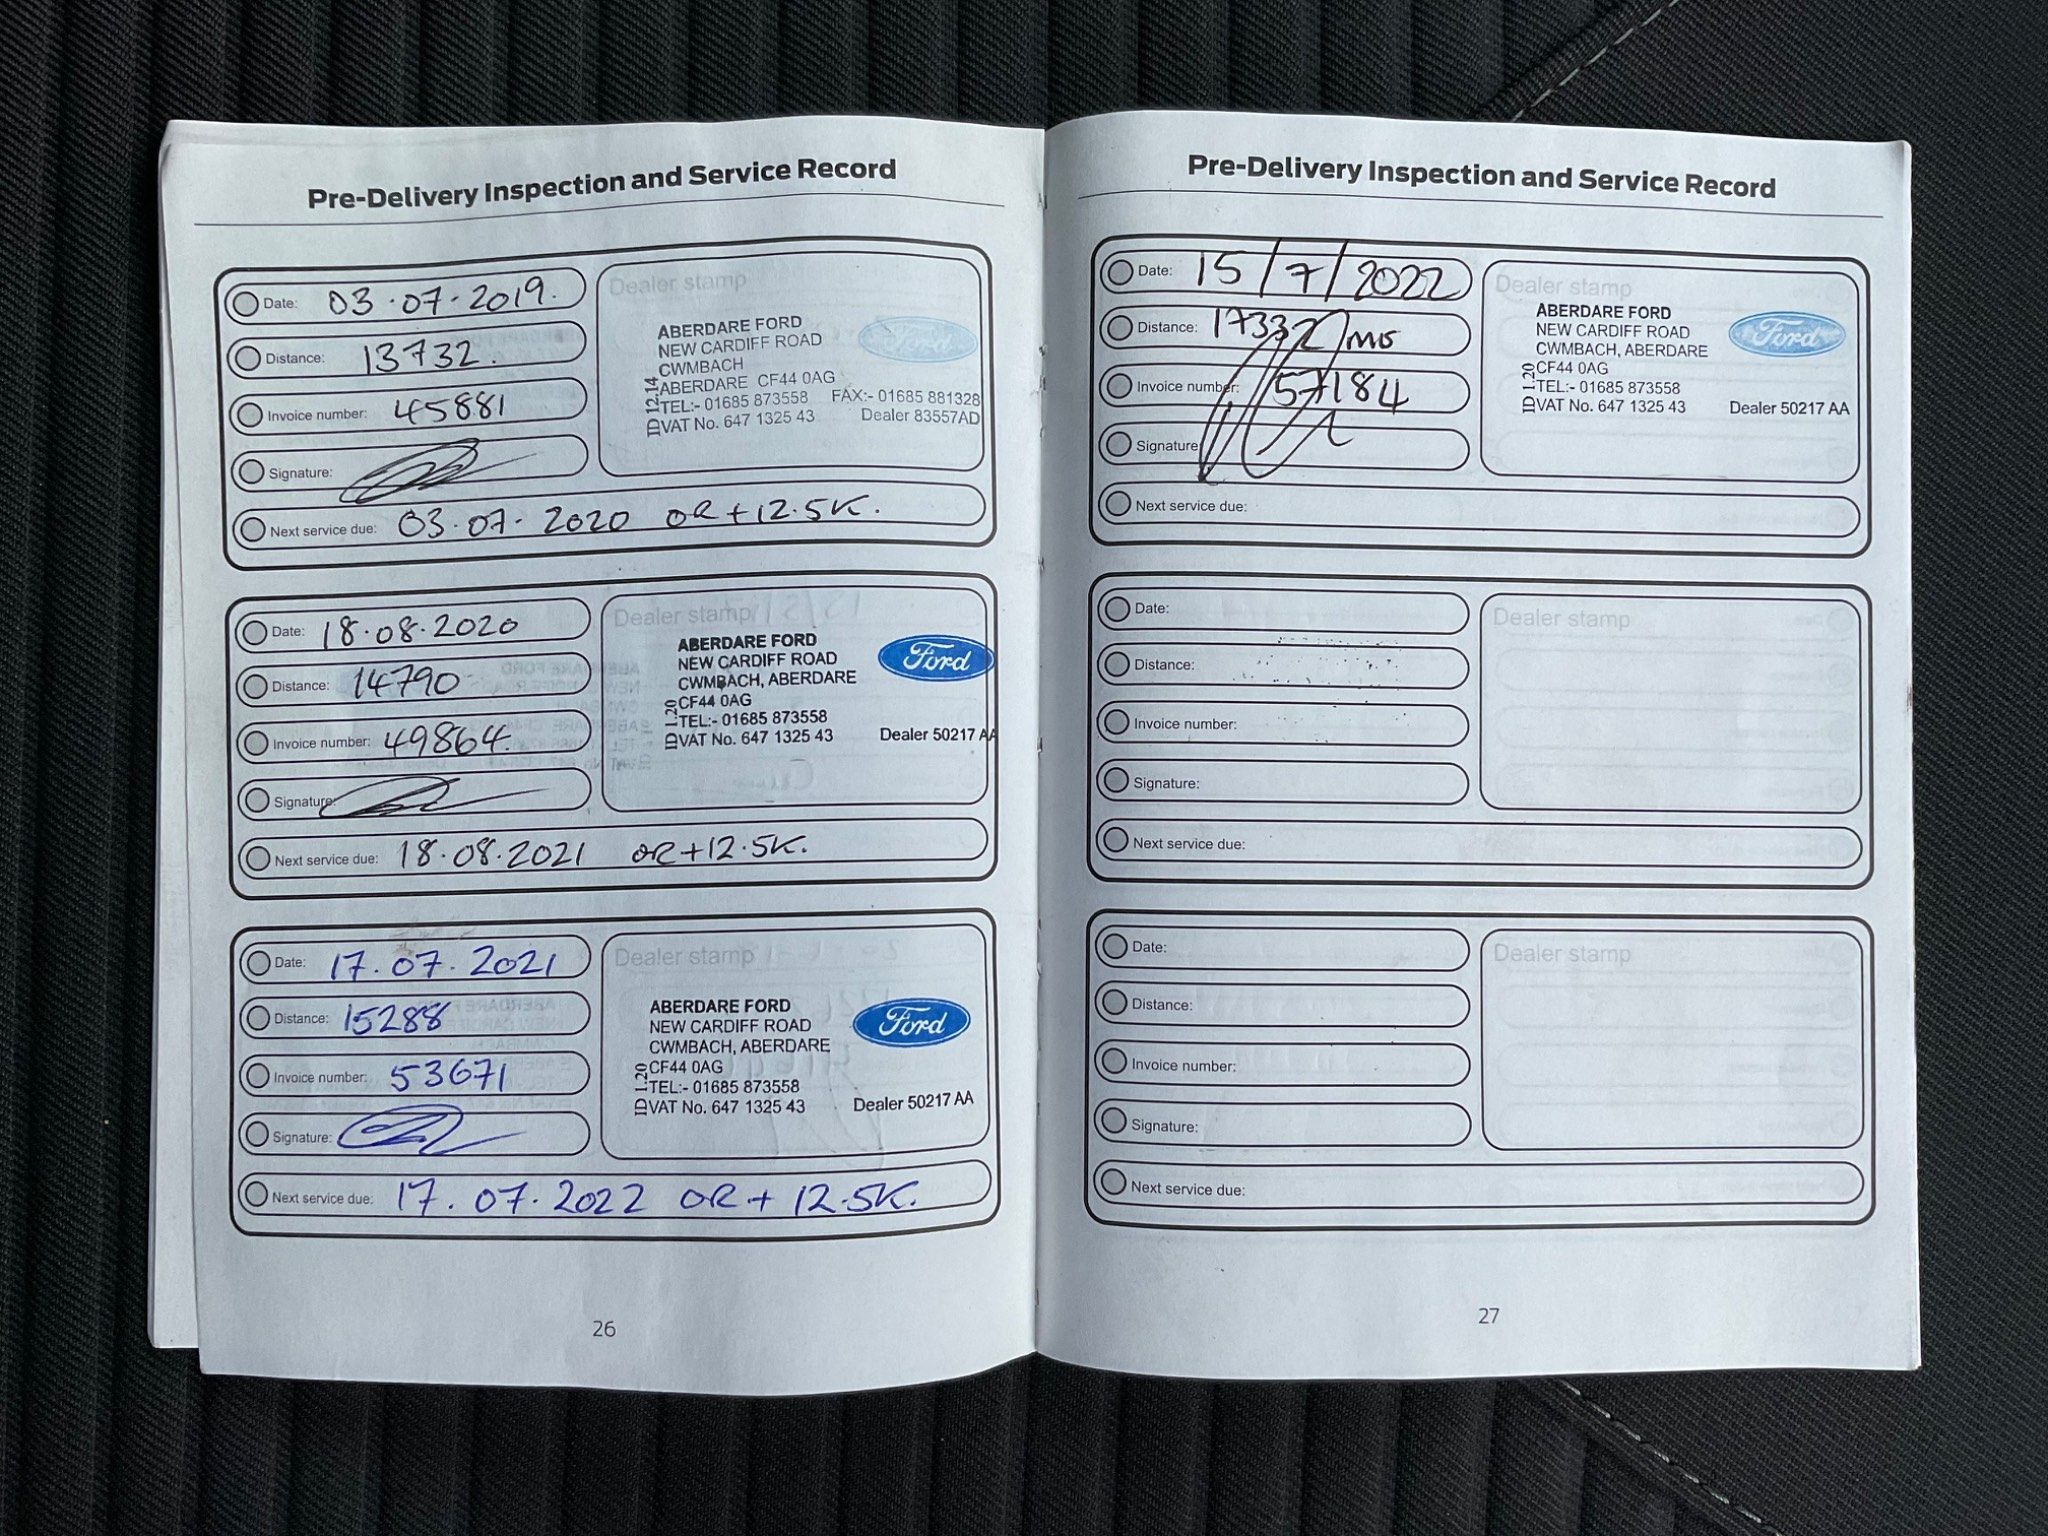 Pre-Delivery Inspection and Service Record
Date: 03.07.2019.
Distance: 13732.
Invoice number: 45881
Signature:
Next service due: 03.07.2020 OR + 12.5K.
Dealer stamp
ABERDARE FORD
NEW CARDIFF ROAD
CWMBACH
ABERDARE CF44 0AG
TEL:- 01685 873558 FAX:- 01685 881328
VAT No. 647 1325 43 Dealer 83557AD
ID 12.14
Ford
Date: 18.08.2020
Distance: 14790
Invoice number: 49864.
Signature:
Next service due: 18.08.2021 OR + 12.5K.
Dealer stamp
ABERDARE FORD
NEW CARDIFF ROAD
CWMBACH, ABERDARE
CF44 0AG
TEL:- 01685 873558
VAT No. 647 1325 43 Dealer 50217 AA
ID 1.20
Ford
Date: 17.07.2021
Distance: 15288
Invoice number: 53671
Signature:
Next service due: 17.07.2022 OR + 12.5K.
Dealer stamp
ABERDARE FORD
NEW CARDIFF ROAD
CWMBACH, ABERDARE
CF44 0AG
TEL:- 01685 873558
VAT No. 647 1325 43 Dealer 50217 AA
ID 1.20
Ford
26
Pre-Delivery Inspection and Service Record
Date: 15/7/2022
Distance: 17332
Invoice number: 57184
Signature:
Next service due:
Dealer stamp
ABERDARE FORD
NEW CARDIFF ROAD
CWMBACH, ABERDARE
CF44 0AG
TEL:- 01685 873558
VAT No. 647 1325 43 Dealer 50217 AA
ID 1.20
Ford
Date:
Distance:
Invoice number:
Signature:
Next service due:
Dealer stamp
Date:
Distance:
Invoice number:
Signature:
Next service due:
Dealer stamp
27